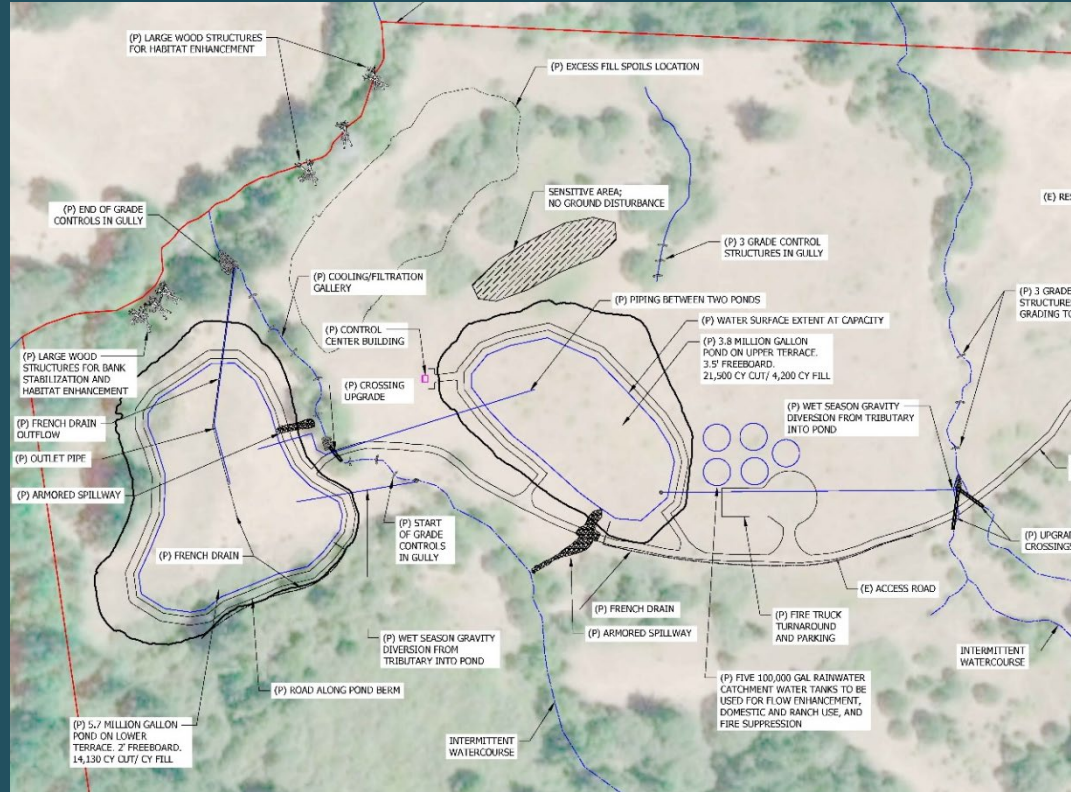 (P) LARGE WOOD STRUCTURES
FOR HABITAT ENHANCEMENT
(P) EXCESS FILL SPOILS LOCATION
SENSITIVE AREA;
NO GROUND DISTURBANCE
(E) RES
(P) END OF GRADE
CONTROLS IN GULLY
(P) 3 GRADE CONTROL
STRUCTURES IN GULLY
(P) COOLING/FILTRATION
GALLERY
(P) PIPING BETWEEN TWO PONDS
(P) 3 GRADE
STRUCTURES
GRADING TO
(P) CONTROL
CENTER BUILDING
(P) WATER SURFACE EXTENT AT CAPACITY
(P) 3.8 MILLION GALLON
POND ON UPPER TERRACE.
3.5' FREEBOARD.
21,500 CY CUT/ 4,200 CY FILL
(P) LARGE WOOD
STRUCTURES FOR BANK
STABILIZATION AND
HABITAT ENHANCEMENT
(P) CROSSING
UPGRADE
(P) WET SEASON GRAVITY
DIVERSION FROM TRIBUTARY
INTO POND
(P) FRENCH DRAIN
OUTFLOW
(P) OUTLET PIPE
(P) ARMORED SPILLWAY
(P) START
OF GRADE
CONTROLS
IN GULLY
(P) UPGRA
CROSSINGS
(P) FRENCH DRAIN
(E) ACCESS ROAD
(P) FRENCH DRAIN
(P) ARMORED SPILLWAY
(P) FIRE TRUCK
TURNAROUND
AND PARKING
(P) WET SEASON GRAVITY
DIVERSION FROM
TRIBUTARY INTO POND
INTERMITTENT
WATERCOURSE
(P) ROAD ALONG POND BERM
(P) FIVE 100,000 GAL RAINWATER
CATCHMENT WATER TANKS TO BE
USED FOR FLOW ENHANCEMENT,
DOMESTIC AND RANCH USE, AND
FIRE SUPPRESSION
(P) 5.7 MILLION GALLON
POND ON LOWER
TERRACE. 2' FREEBOARD.
14,130 CY CUT/ CY FILL
INTERMITTENT
WATERCOURSE